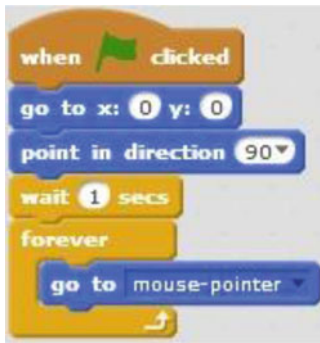 when clicked
go to x: 0 y: 0
point in direction 90
wait 1 secs
forever
go to mouse-pointer